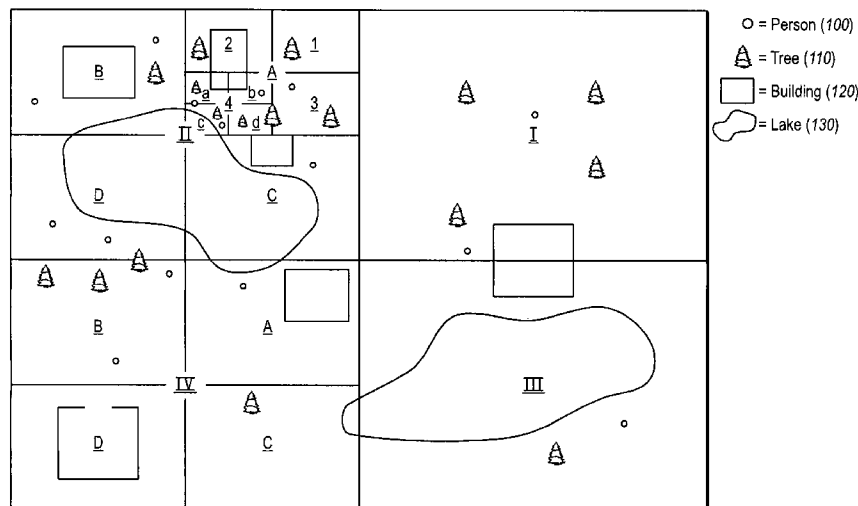 2 1
B A
a 4 b 3
c d
II I
D C
B A
IV III
D C
= Person (100)
= Tree (110)
= Building (120)
= Lake (130)